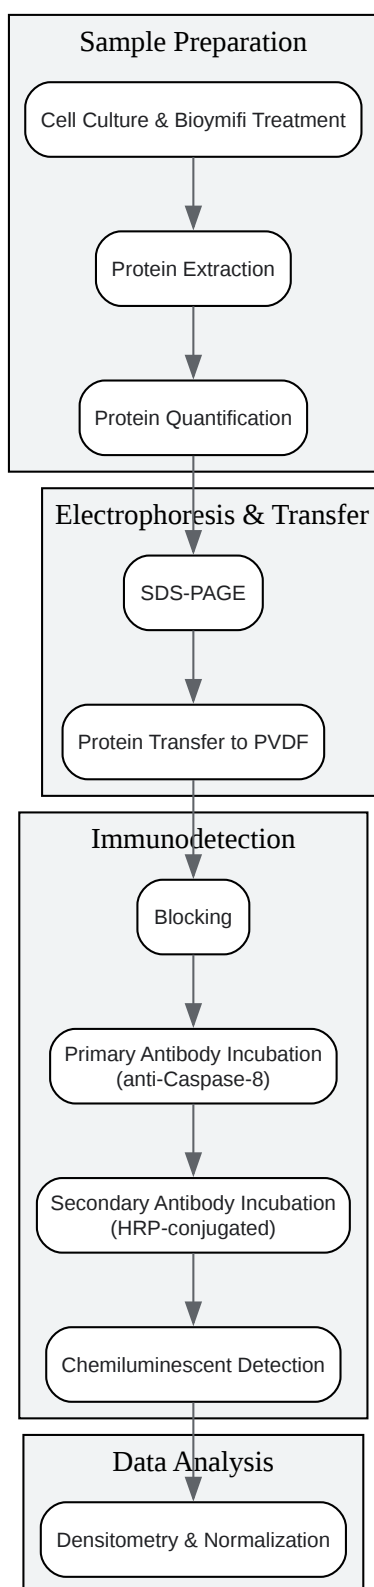 Sample Preparation
Cell Culture & Bioymifi Treatment
Protein Extraction
Protein Quantification
Electrophoresis & Transfer
SDS-PAGE
Protein Transfer to PVDF
Immunodetection
Blocking
Primary Antibody Incubation
(anti-Caspase-8)
Secondary Antibody Incubation
(HRP-conjugated)
Chemiluminescent Detection
Data Analysis
Densitometry & Normalization